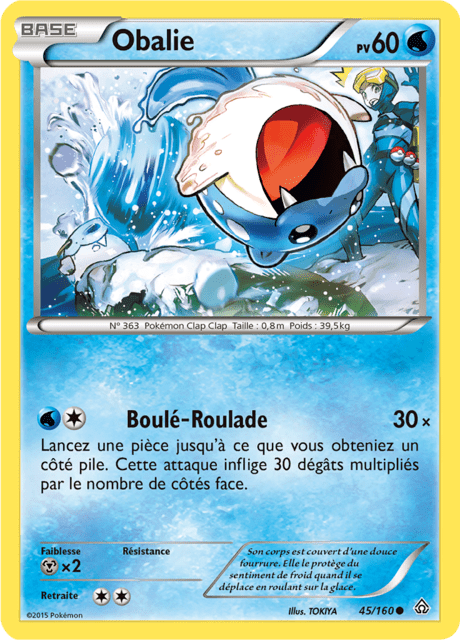 BASE Obalie PV60
N° 363 Pokémon Clap Clap Taille : 0,8m Poids : 39,5kg
Boulé-Roulade 30×
Lancez une pièce jusqu'à ce que vous obteniez un
côté pile. Cette attaque inflige 30 dégâts multipliés
par le nombre de côtés face.
Faiblesse Résistance
×2
Retraite
Son corps est couvert d'une douce
fourrure. Elle le protège du
sentiment de froid quand il se
déplace en roulant sur la glace.
©2015 Pokémon Illus. TOKIYA 45/160